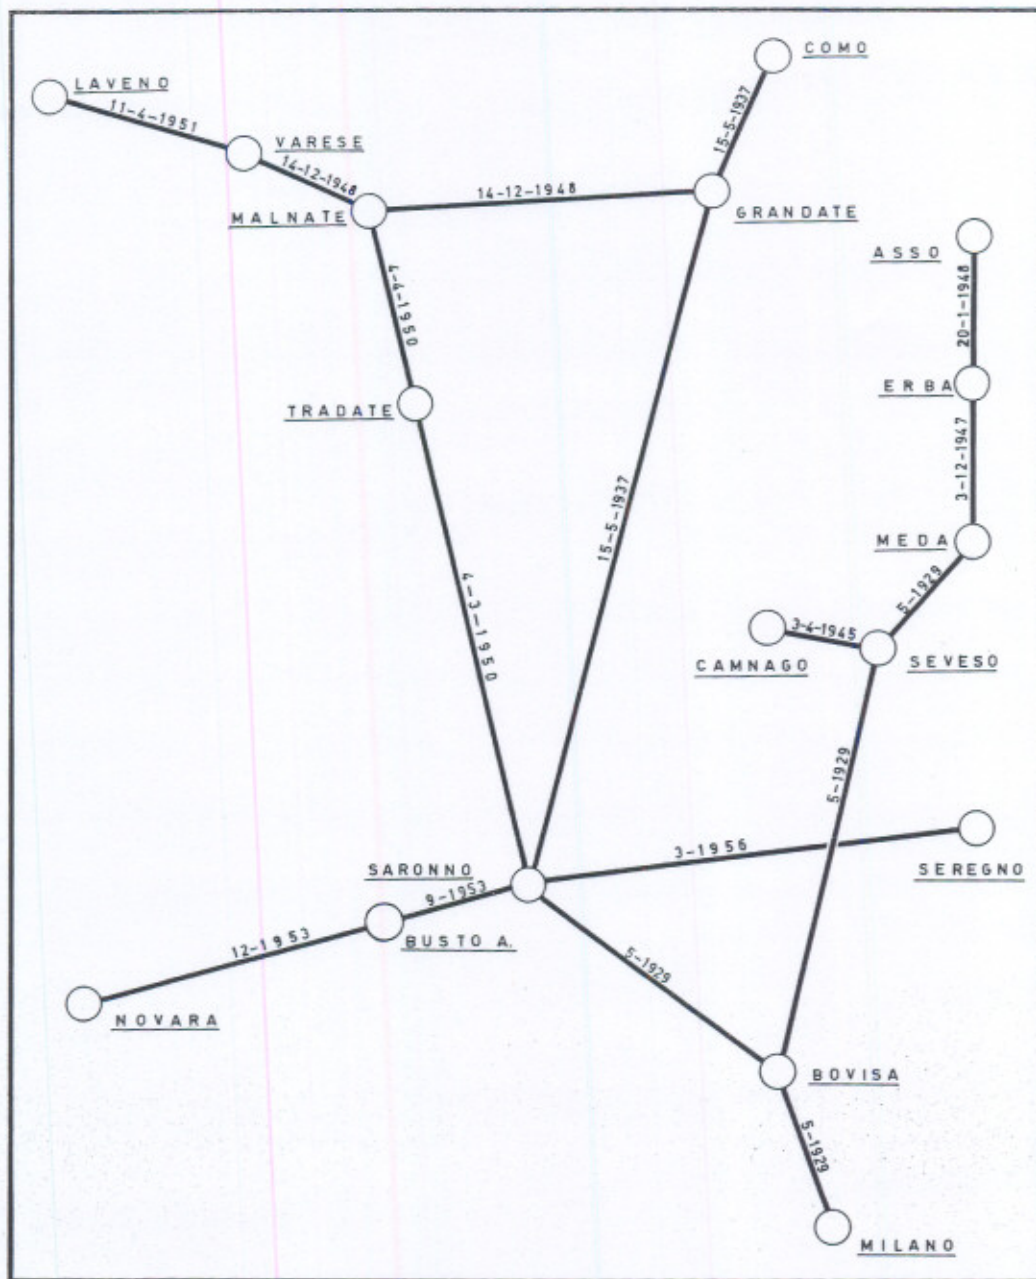 COMO
LAVENO
15-5-1937
11-4-1951
VARESE
14-12-1948
14-12-1948
MALNATE
GRANDATE
ASSO
20-1-1948
ERBA
TRADATE
3-12-1947
15-5-1937
MEDA
5-1929
4-3-1950
3-4-1945
CAMNAGO
SEVESO
5-1929
3-1956
SARONNO
SEREGNO
9-1953
BUSTO A.
12-1953
5-1929
NOVARA
BOVISA
5-1929
MILANO